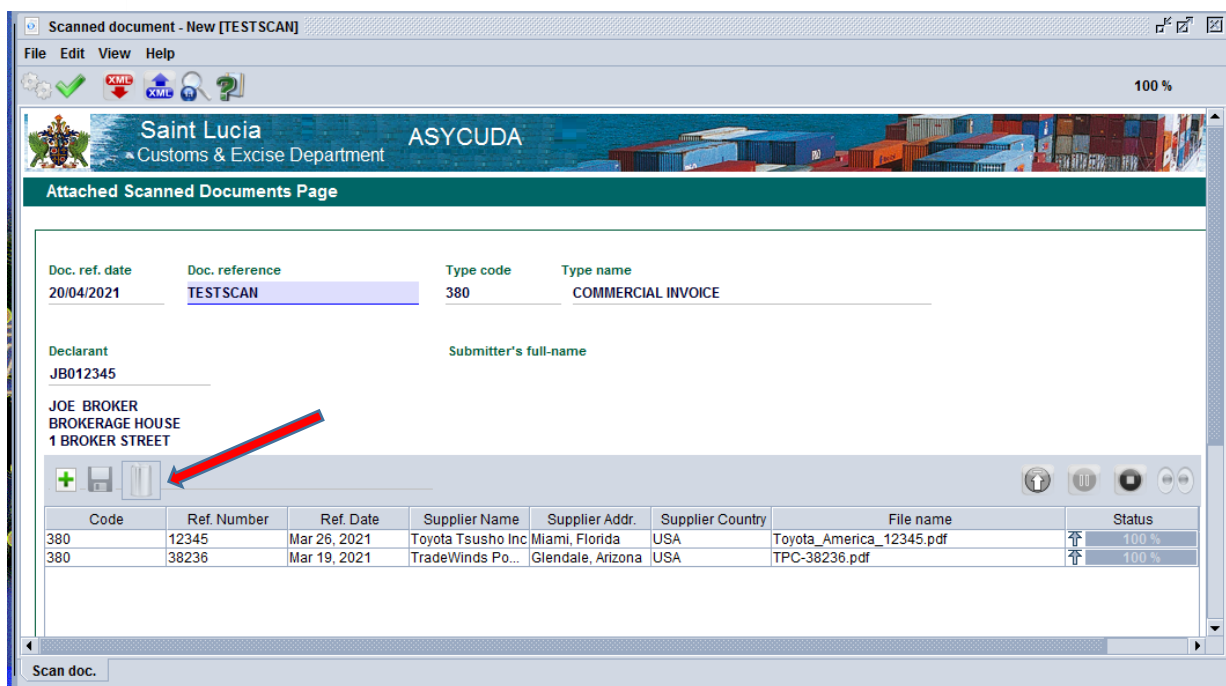 Scanned document - New [TESTSCAN]
File Edit View Help
XML XML 100 %
Saint Lucia
Customs & Excise Department
ASYCUDA
Attached Scanned Documents Page
Doc. ref. date Doc. reference Type code Type name
20/04/2021 TESTSCAN 380 COMMERCIAL INVOICE
Declarant Submitter's full-name
JB012345
JOE BROKER
BROKERAGE HOUSE
1 BROKER STREET
Code Ref. Number Ref. Date Supplier Name Supplier Addr. Supplier Country File name Status
380 12345 Mar 26, 2021 Toyota Tsusho Inc Miami, Florida USA Toyota_America_12345.pdf 100 %
380 38236 Mar 19, 2021 TradeWinds Po... Glendale, Arizona USA TPC-38236.pdf 100 %
Scan doc.